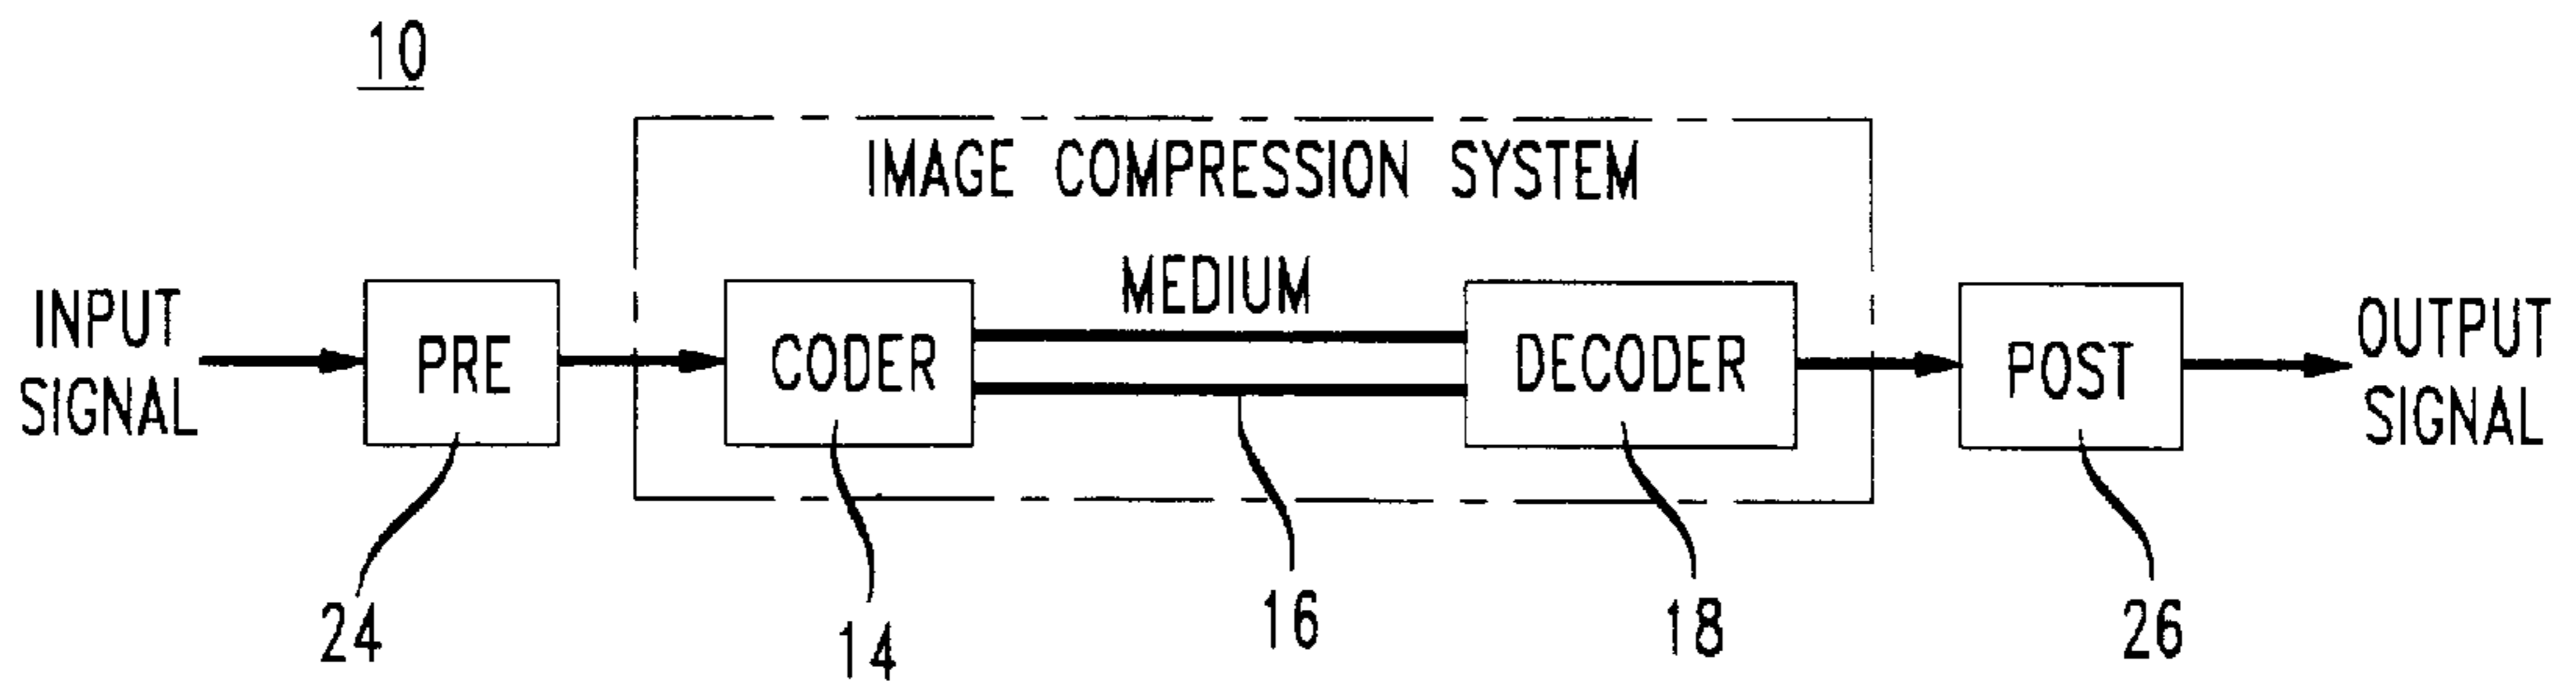 10
IMAGE COMPRESSION SYSTEM
MEDIUM
INPUT
SIGNAL
PRE
CODER
DECODER
POST
OUTPUT
SIGNAL
24
14
16
18
26